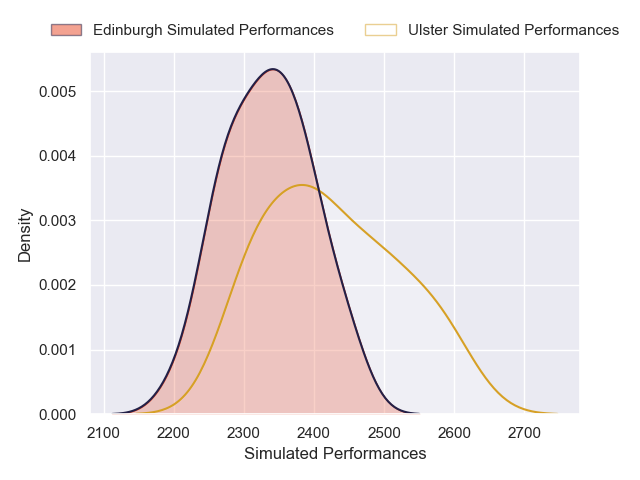 Edinburgh Simulated Performances
Ulster Simulated Performances
Density
0.005
0.004
0.003
0.002
0.001
0.000
2100 2200 2300 2400 2500 2600 2700
Simulated Performances